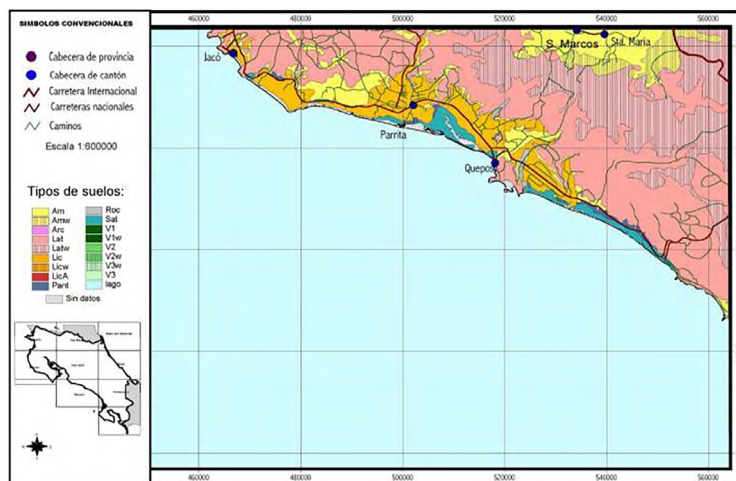 SIMBOLOS CONVENCIONALES
Cabecera de provincia
Cabecera de cantón
Carretera Internacional
Carreteras nacionales
Caminos
Escala 1:600000
Tipos de suelos:
Am
Amw
Arc
Lat
Latw
Lic
Licw
LicA
Pant
Roc
Sat
V1
V1w
V2
V2w
V3w
V3
lago
Sin datos
460000
480000
500000
520000
540000
560000
Jacó
Parrita
Quepos
S. Marcos
Sta. Maria
460000
480000
500000
520000
540000
560000